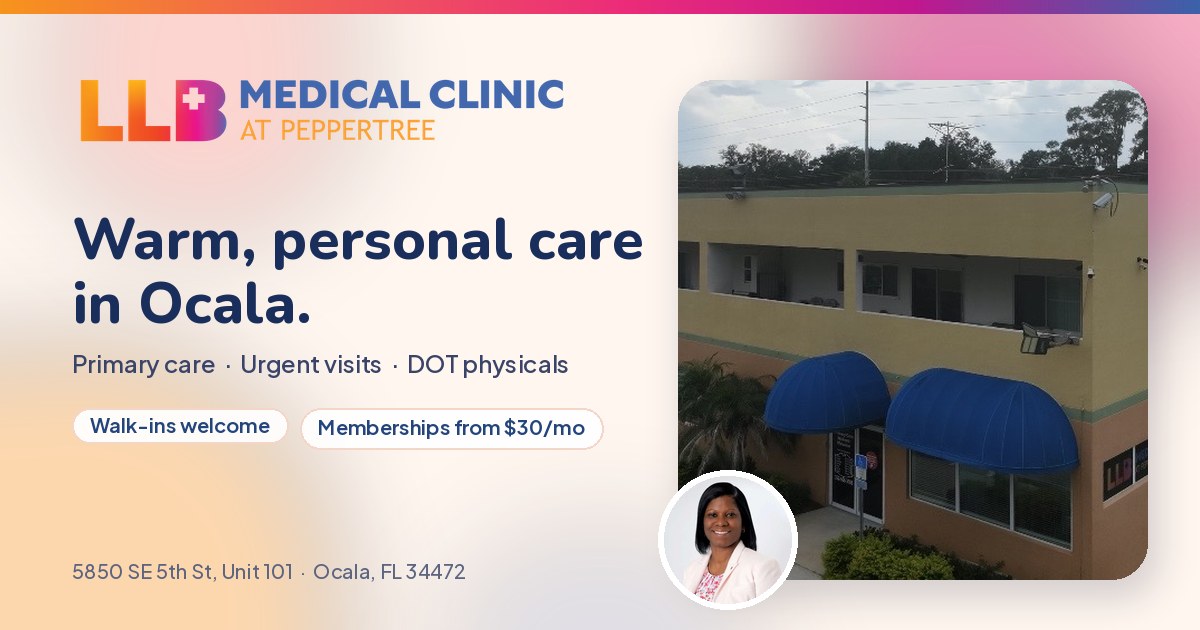 LLB MEDICAL CLINIC
AT PEPPERTREE
Warm, personal care
in Ocala.
Primary care · Urgent visits · DOT physicals
Walk-ins welcome
Memberships from $30/mo
5850 SE 5th St, Unit 101 · Ocala, FL 34472
LLB